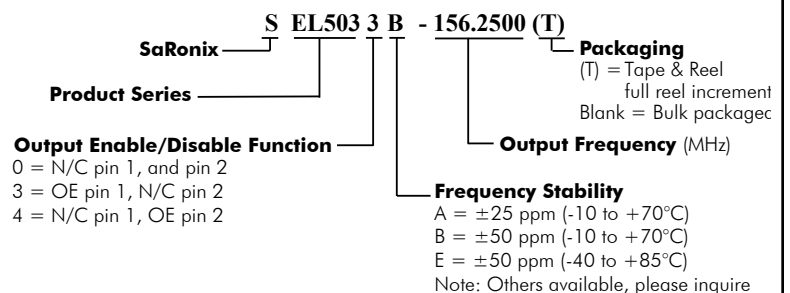 S EL503 3 B - 156.2500 (T)
SaRonix
Packaging
(T) = Tape & Reel
full reel increment
Blank = Bulk packaged
Product Series
Output Enable/Disable Function
0 = N/C pin 1, and pin 2
3 = OE pin 1, N/C pin 2
4 = N/C pin 1, OE pin 2
Output Frequency (MHz)
Frequency Stability
A = ±25 ppm (-10 to +70°C)
B = ±50 ppm (-10 to +70°C)
E = ±50 ppm (-40 to +85°C)
Note: Others available, please inquire